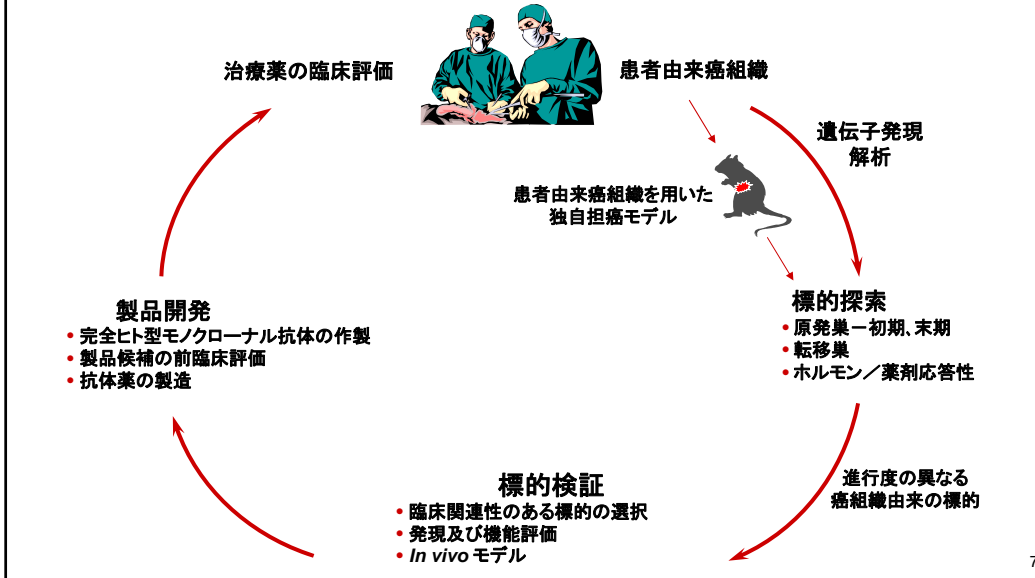 治療薬の臨床評価
患者由来癌組織
遺伝子発現
解析
患者由来癌組織を用いた
独自担癌モデル
標的探索
• 原発巣－初期、末期
• 転移巣
• ホルモン／薬剤応答性
進行度の異なる
癌組織由来の標的
標的検証
• 臨床関連性のある標的の選択
• 発現及び機能評価
• In vivo モデル
製品開発
• 完全ヒト型モノクローナル抗体の作製
• 製品候補の前臨床評価
• 抗体薬の製造
7